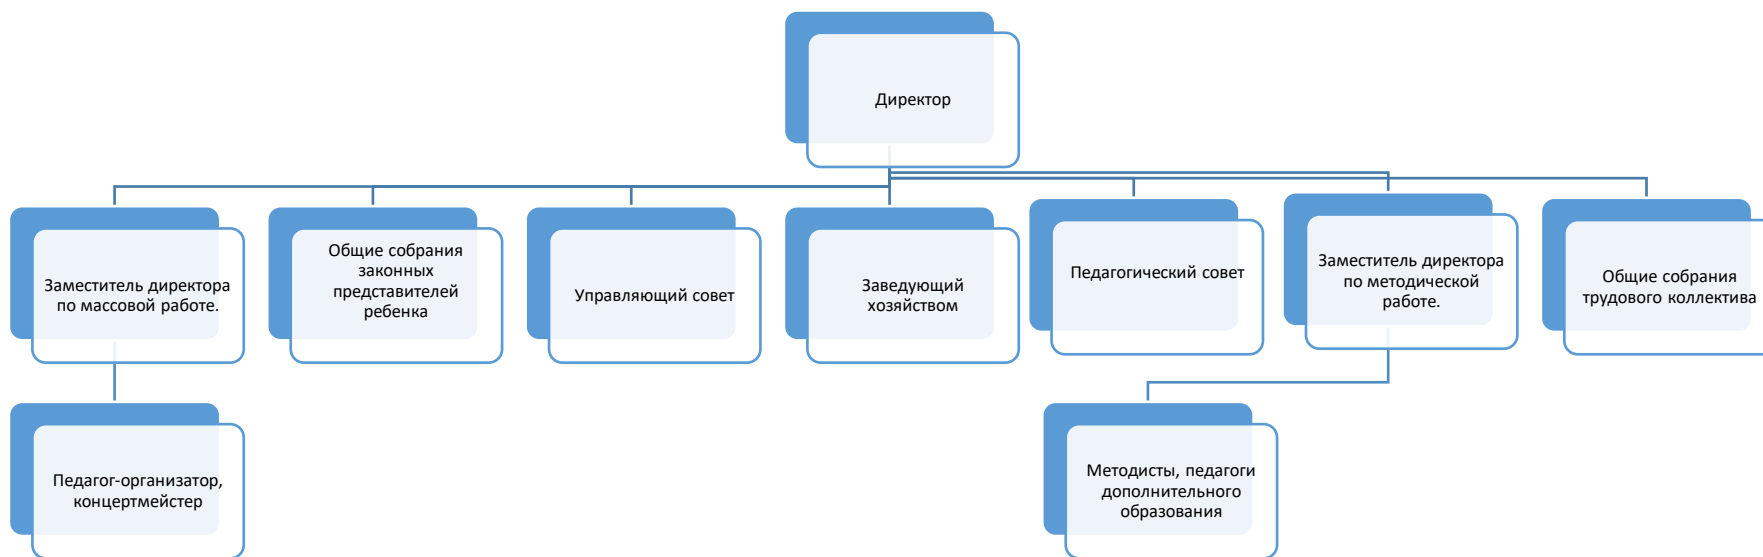 Директор
Заместитель директора
по массовой работе.
Общие собрания
законных
представителей
ребенка
Управляющий совет
Заведующий
хозяйством
Педагогический совет
Заместитель директора
по методической
работе.
Общие собрания
трудового коллектива
Педагог-организатор,
концертмейстер
Методисты, педагоги
дополнительного
образования